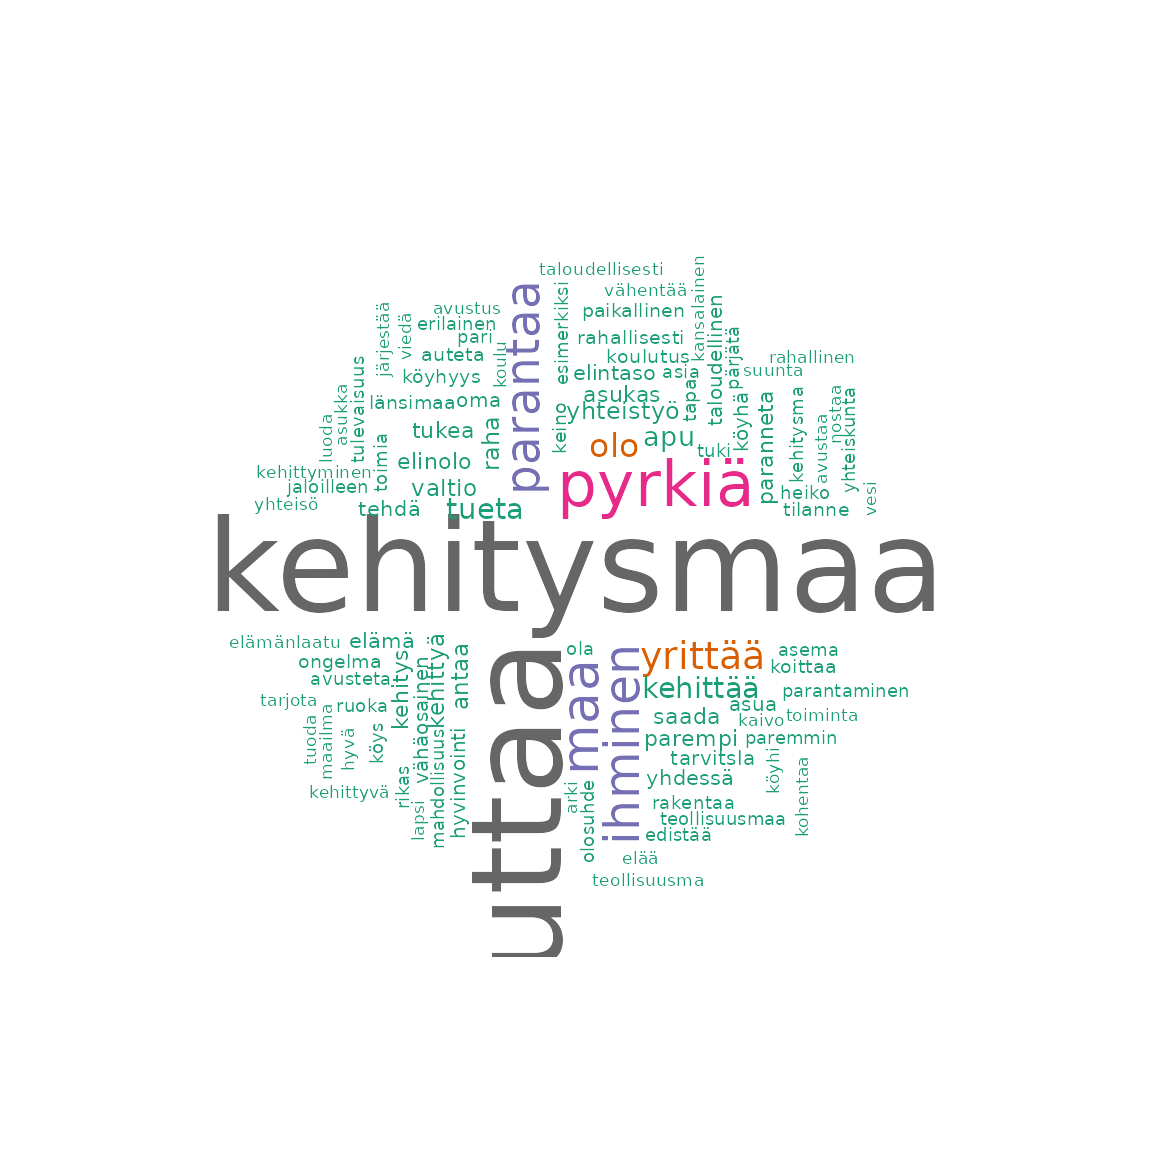 taloudellisesti
kansalainen
vähentää
avustus
esimerkiksi
paikallinen
taloudellinen
järjestää
viedä
erilainen
pari
parantaa
rahallisesti
pärjätä
koulu
auteta
koulutus
rahallinen
tulevaisuus
köyhyys
elintaso
asia
suunta
asukka
länsimaa
oma
asukas
tapa
köyhä
paranneta
kehitysma
nostaa
yhteiskunta
luoda
toimia
tukea
raha
keino
yhteistyö
olo
apu
tuki
avustaa
kehittyminen
elinolo
pyrkiä
jaloilleen
valtio
heiko
vesi
yhteisö
tehdä
tueta
tilanne
kehitysmaa
elämänlaatu
elämä
kehittyä
antaa
ola
yrittää
asema
ongelma
kehitys
vähäosainen
maa
ihminen
koittaa
avusteta
kehittää
parantaminen
tarjota
ruoka
asua
saada
kaivo
toiminta
tuoda
maailma
hyvä
köys
mahdollisuus
hyvinvointi
uttaa
parempi
paremmin
tarvitsla
köyhi
kohentaa
kehittyvä
rikas
lapsi
arki
olosuhde
yhdessä
rakentaa
teollisuusmaa
edistää
elää
teollisuusma